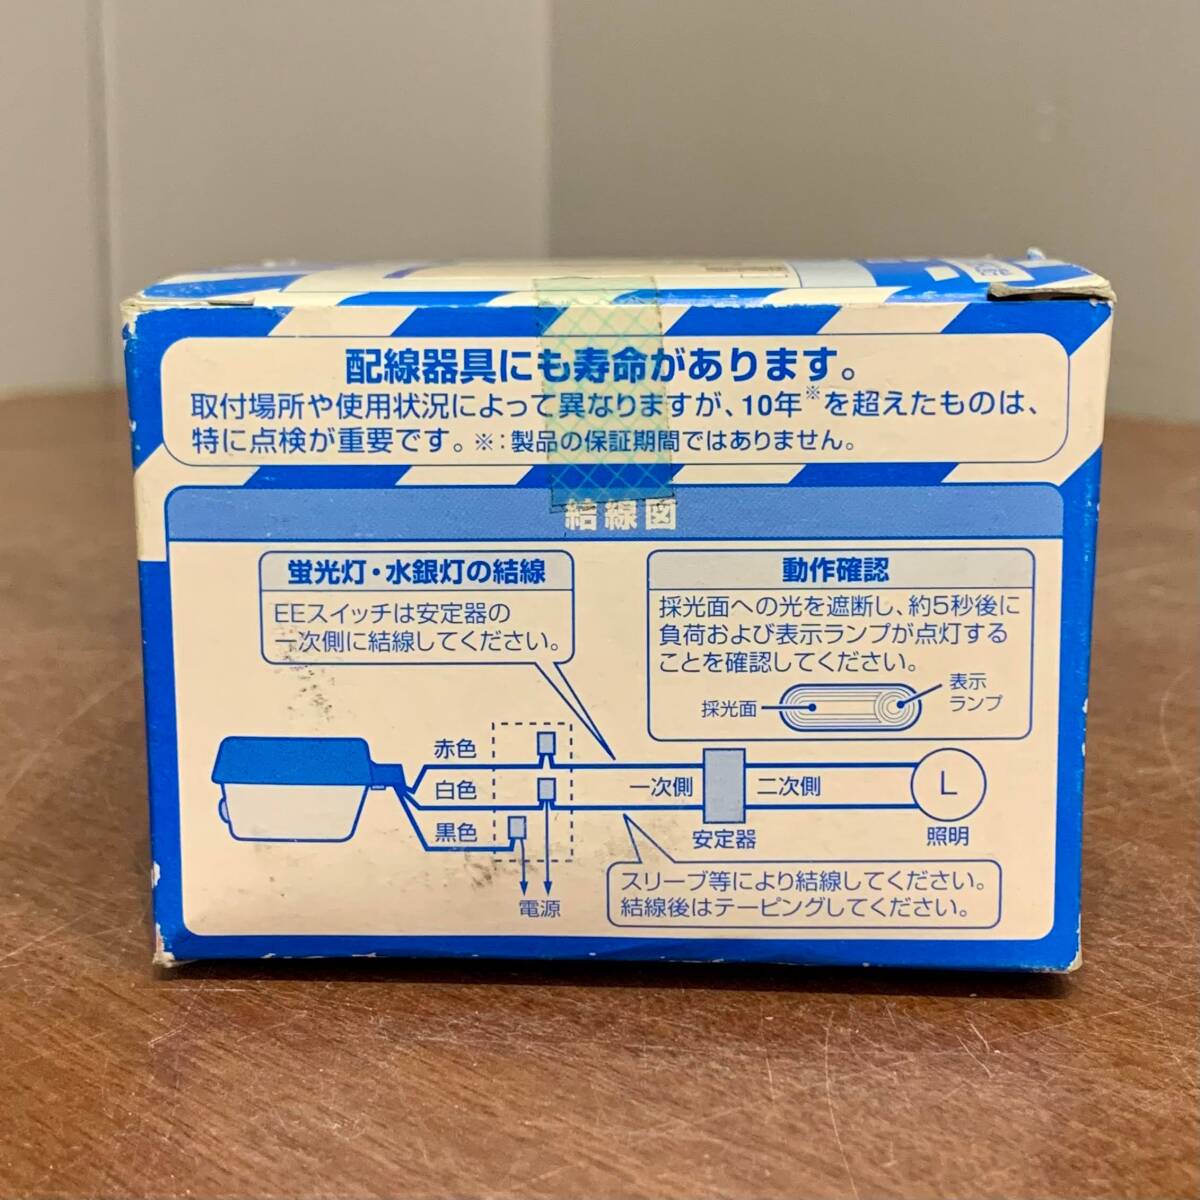 配線器具にも寿命があります。
取付場所や使用状況によって異なりますが、10年※を超えたものは、
特に点検が重要です。※：製品の保証期間ではありません。
結線図
蛍光灯・水銀灯の結線
EEスイッチは安定器の
一次側に結線してください。
動作確認
採光面への光を遮断し、約5秒後に
負荷および表示ランプが点灯する
ことを確認してください。
採光面
表示
ランプ
赤色
白色
黒色
一次側
二次側
L
安定器
照明
電源
スリーブ等により結線してください。
結線後はテーピングしてください。